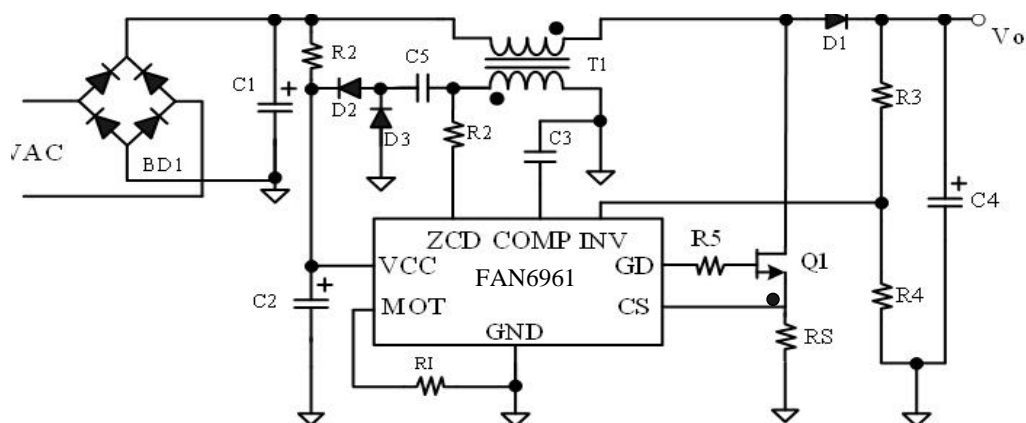 R2
C5
T1
D1
Vo
C1
D2
D3
R2
C3
R3
VAC
BD1
C4
ZCD COMP INV
R5
VCC
GD
Q1
FAN6961
C2
MOT
CS
R4
GND
RS
RI